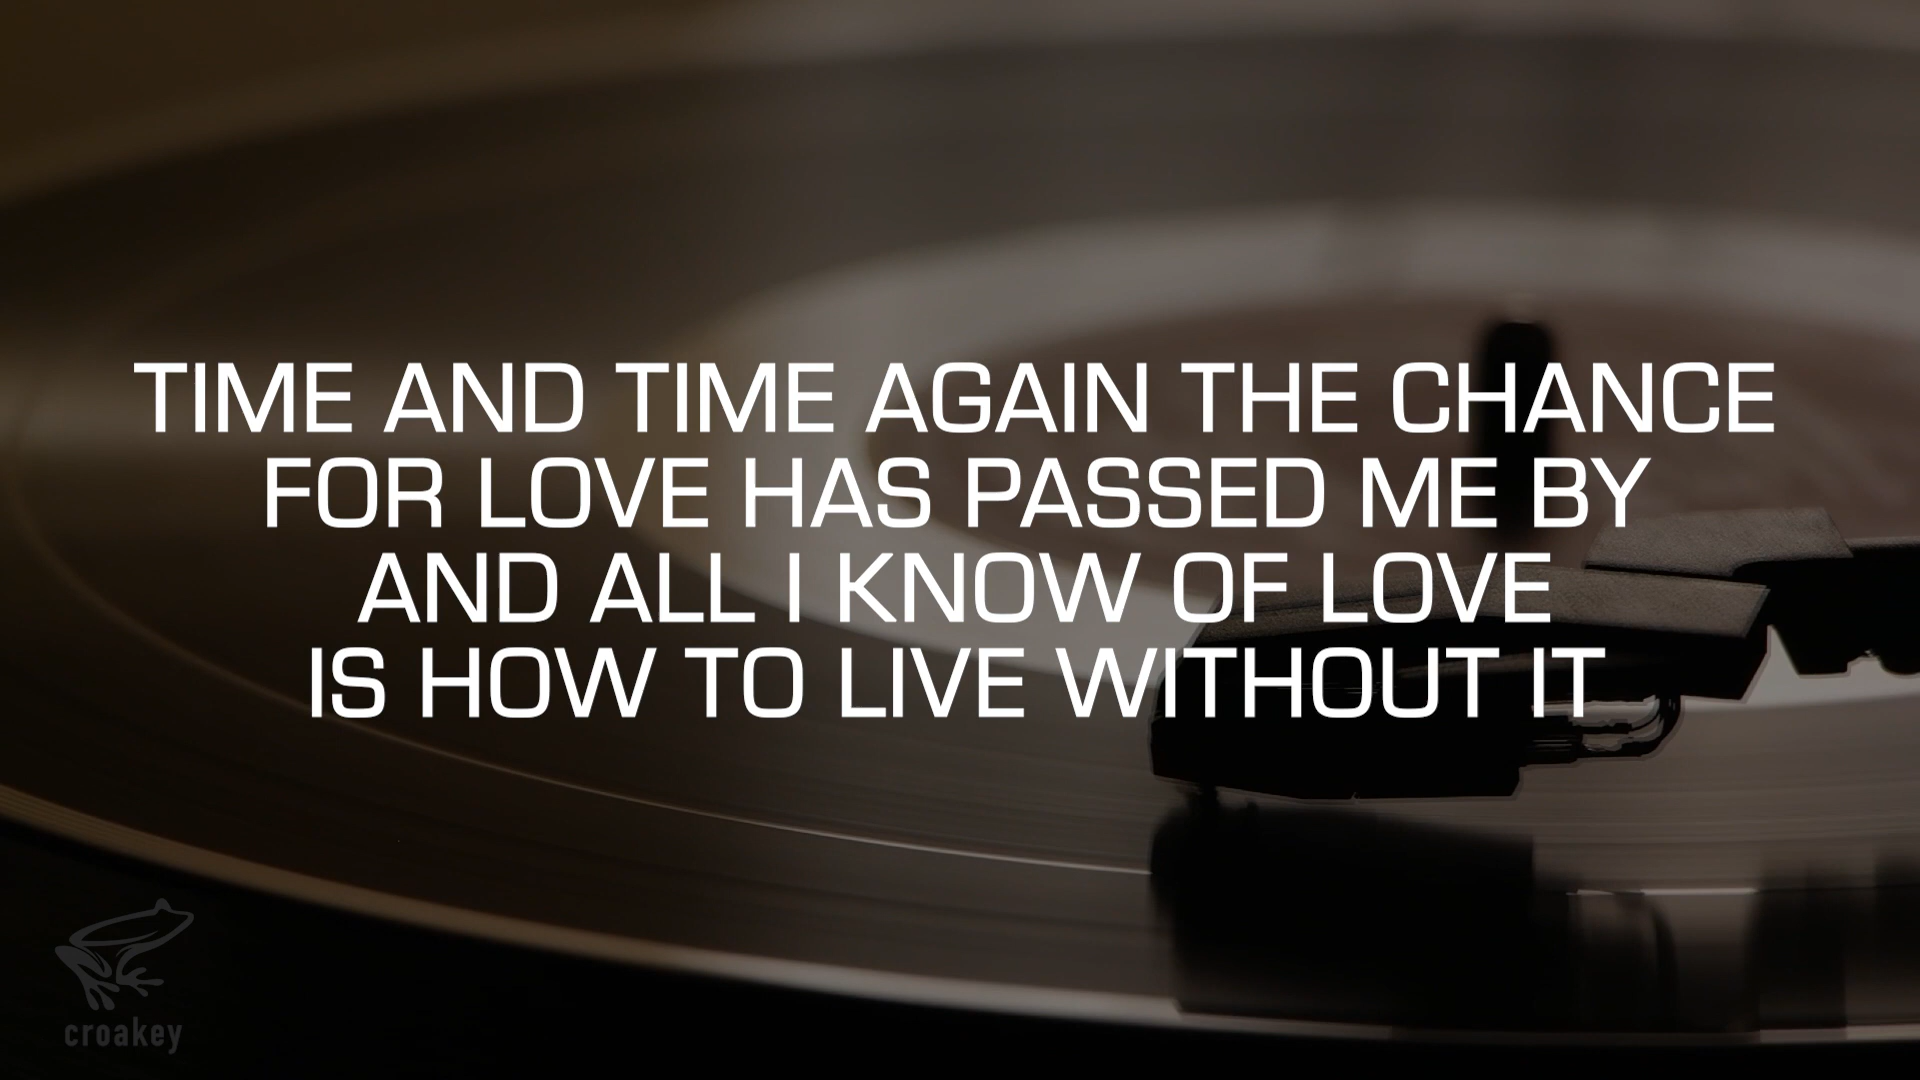 TIME AND TIME AGAIN THE CHANCE
FOR LOVE HAS PASSED ME BY
AND ALL I KNOW OF LOVE
IS HOW TO LIVE WITHOUT IT
croakey